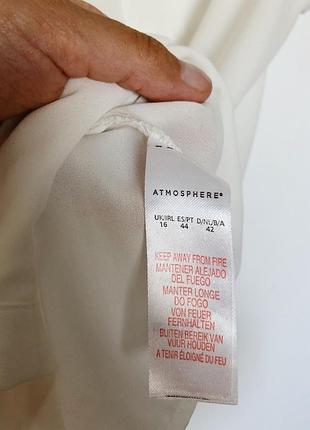 ATMOSPHERE®
UK/IRL ES/PT D/NL/B/A
16 44 42
KEEP AWAY FROM FIRE
MANTENER ALEJADO
DEL FUEGO
MANTER LONGE
DO FOGO
VON FEUER
FERNHALTEN
BUITEN BEREIK VAN
VUUR HOUDEN
A TENIR ÉLOIGNÉ DU FEU